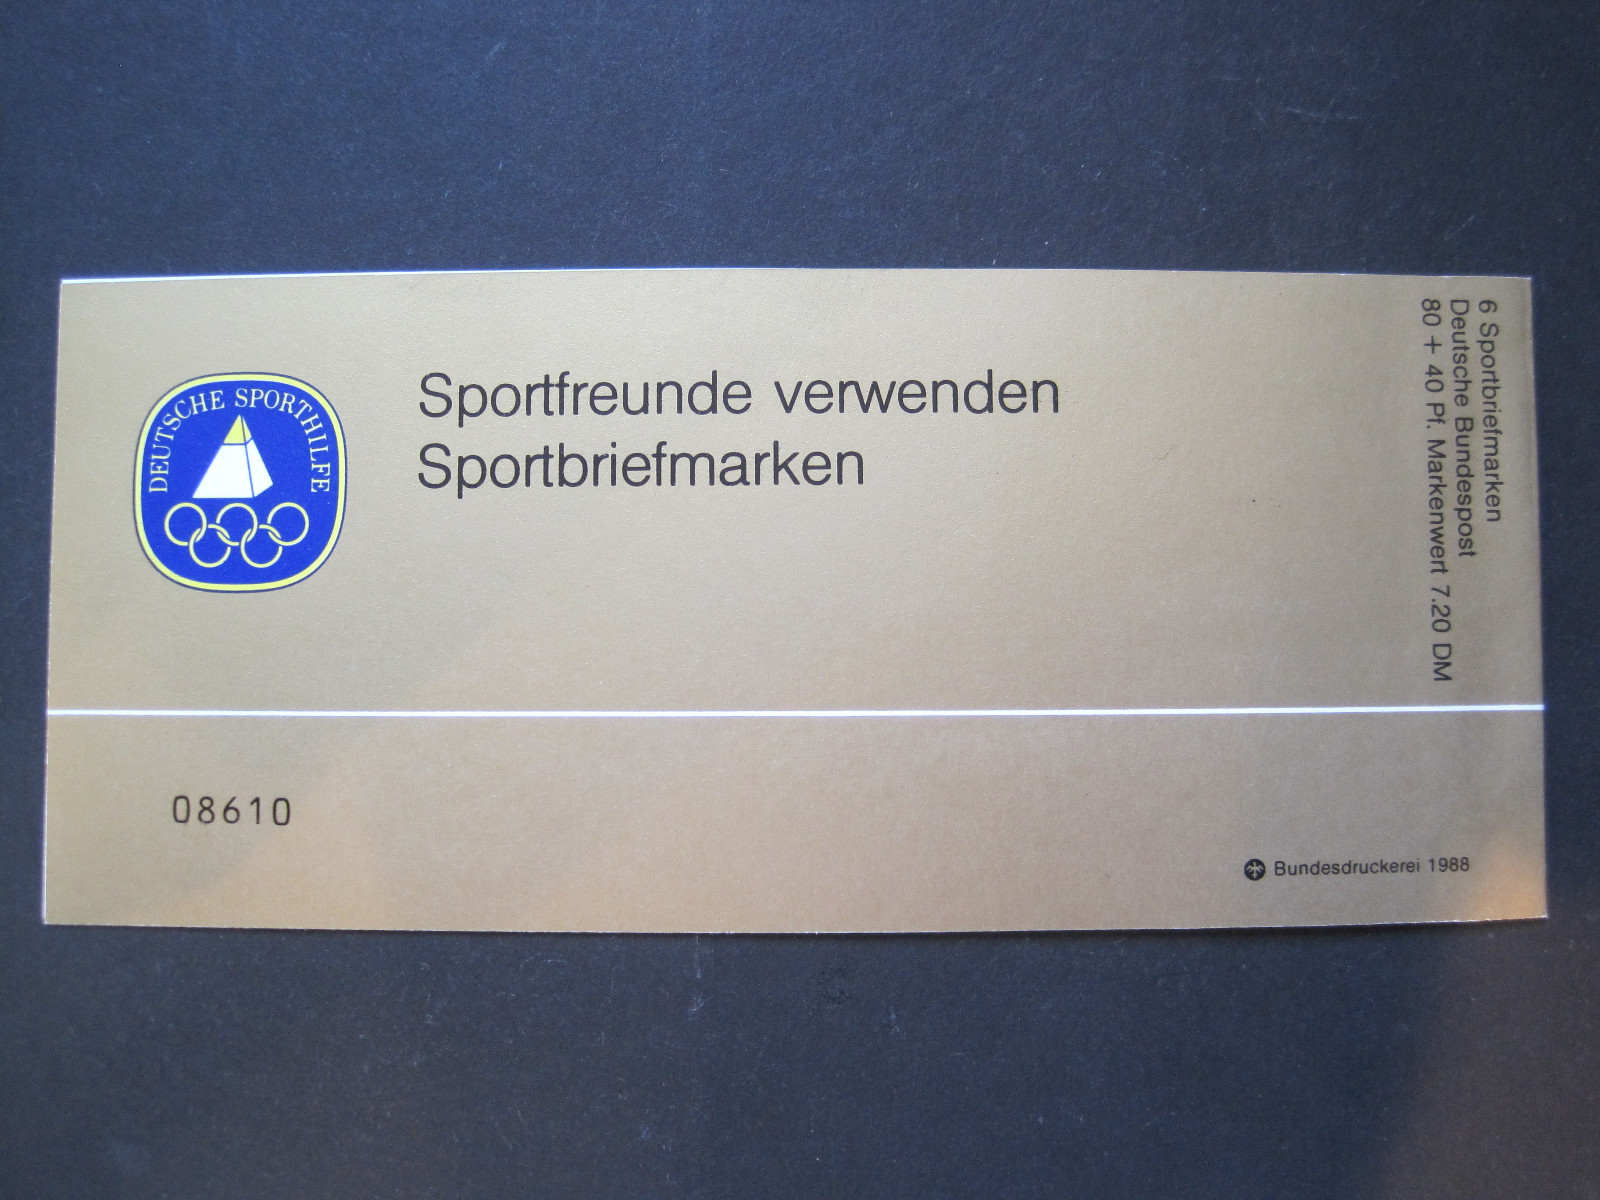 DEUTSCHE SPORTHILFE
Sportfreunde verwenden
Sportbriefmarken
6 Sportbriefmarken
Deutsche Bundespost
80 + 40 Pf. Markenwert 7.20 DM
08610
Bundesdruckerei 1988